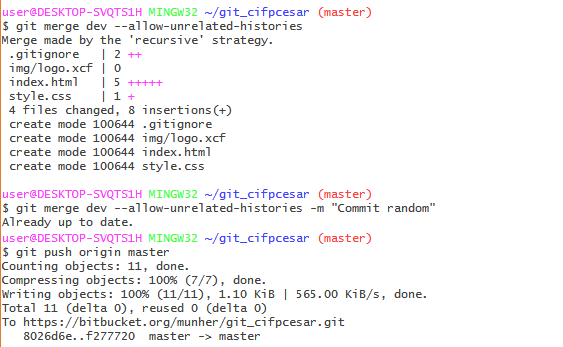 user@DESKTOP-SVQTS1H MINGW32 ~/git_cifpcesar (master)
$ git merge dev --allow-unrelated-histories
Merge made by the 'recursive' strategy.
 .gitignore   | 2 ++
 img/logo.xcf | 0
 index.html   | 5 +++++
 style.css    | 1 +
 4 files changed, 8 insertions(+)
 create mode 100644 .gitignore
 create mode 100644 img/logo.xcf
 create mode 100644 index.html
 create mode 100644 style.css
user@DESKTOP-SVQTS1H MINGW32 ~/git_cifpcesar (master)
$ git merge dev --allow-unrelated-histories -m "Commit random"
Already up to date.
user@DESKTOP-SVQTS1H MINGW32 ~/git_cifpcesar (master)
$ git push origin master
Counting objects: 11, done.
Compressing objects: 100% (7/7), done.
Writing objects: 100% (11/11), 1.10 KiB | 565.00 KiB/s, done.
Total 11 (delta 0), reused 0 (delta 0)
To https://bitbucket.org/munher/git_cifpcesar.git
   8026d6e..f277720  master -> master